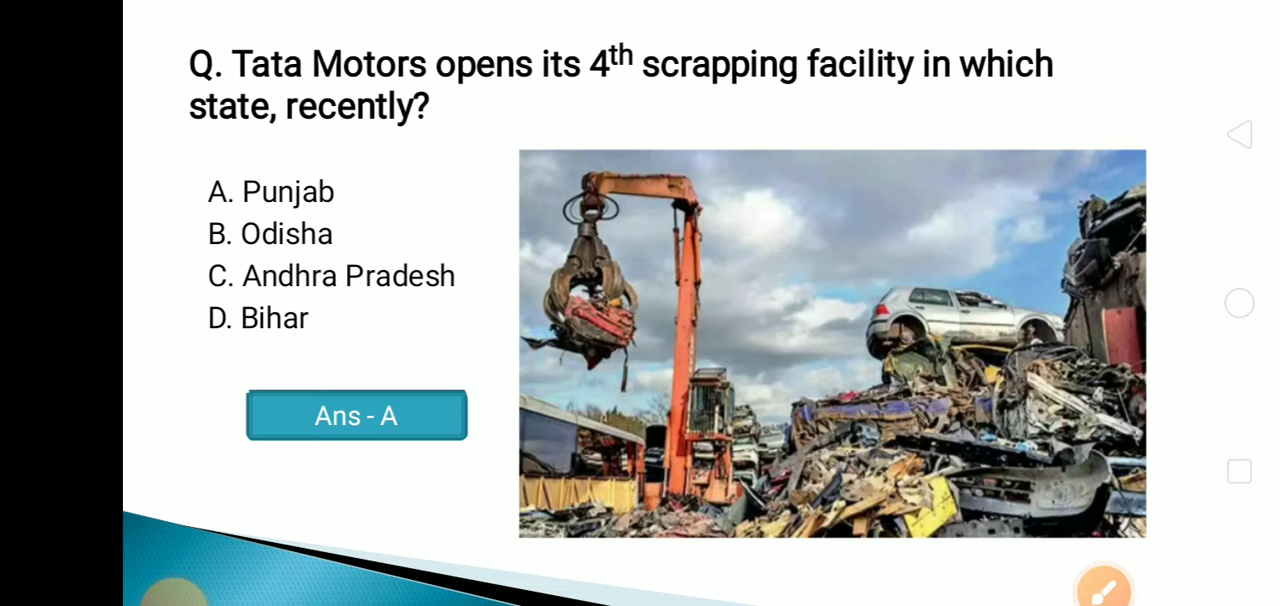 Q. Tata Motors opens its 4th scrapping facility in which
state, recently?
A. Punjab
B. Odisha
C. Andhra Pradesh
D. Bihar
Ans - A